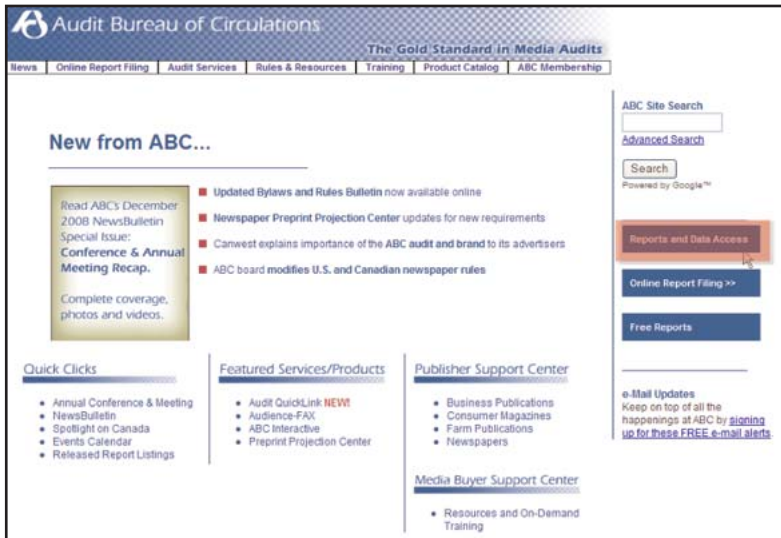 Audit Bureau of Circulations
The Gold Standard in Media Audits
News Online Report Filing Audit Services Rules & Resources Training Product Catalog ABC Membership
New from ABC...
Read ABC's December
2008 NewsBulletin
Special Issue:
Conference & Annual
Meeting Recap.
Complete coverage,
photos and videos.
Updated Bylaws and Rules Bulletin now available online
Newspaper Preprint Projection Center updates for new requirements
Canwest explains importance of the ABC audit and brand to its advertisers
ABC board modifies U.S. and Canadian newspaper rules
ABC Site Search
Advanced Search
Search
Powered by Google™
Reports and Data Access
Online Report Filing >>
Free Reports
e-Mail Updates
Keep on top of all the
happenings at ABC by signing
up for these FREE e-mail alerts.
Quick Clicks
Annual Conference & Meeting
NewsBulletin
Spotlight on Canada
Events Calendar
Released Report Listings
Featured Services/Products
Audit QuickLink NEW!
Audience-FAX
ABC Interactive
Preprint Projection Center
Publisher Support Center
Business Publications
Consumer Magazines
Farm Publications
Newspapers
Media Buyer Support Center
Resources and On-Demand
Training